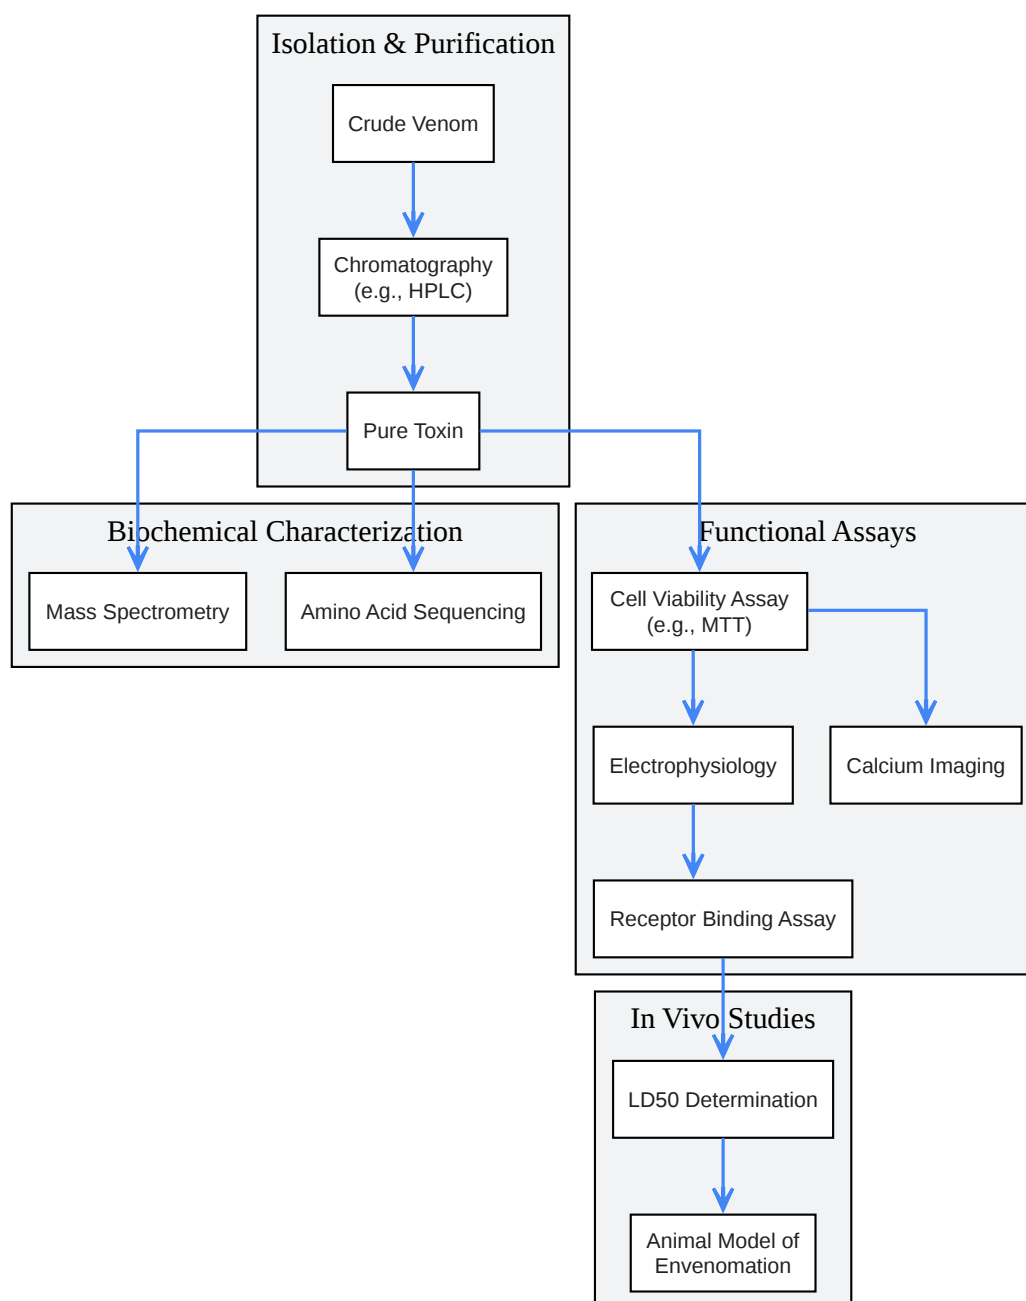 Isolation & Purification
Crude Venom
Chromatography
(e.g., HPLC)
Pure Toxin
Biochemical Characterization
Mass Spectrometry
Amino Acid Sequencing
Functional Assays
Cell Viability Assay
(e.g., MTT)
Electrophysiology
Calcium Imaging
Receptor Binding Assay
In Vivo Studies
LD50 Determination
Animal Model of
Envenomation